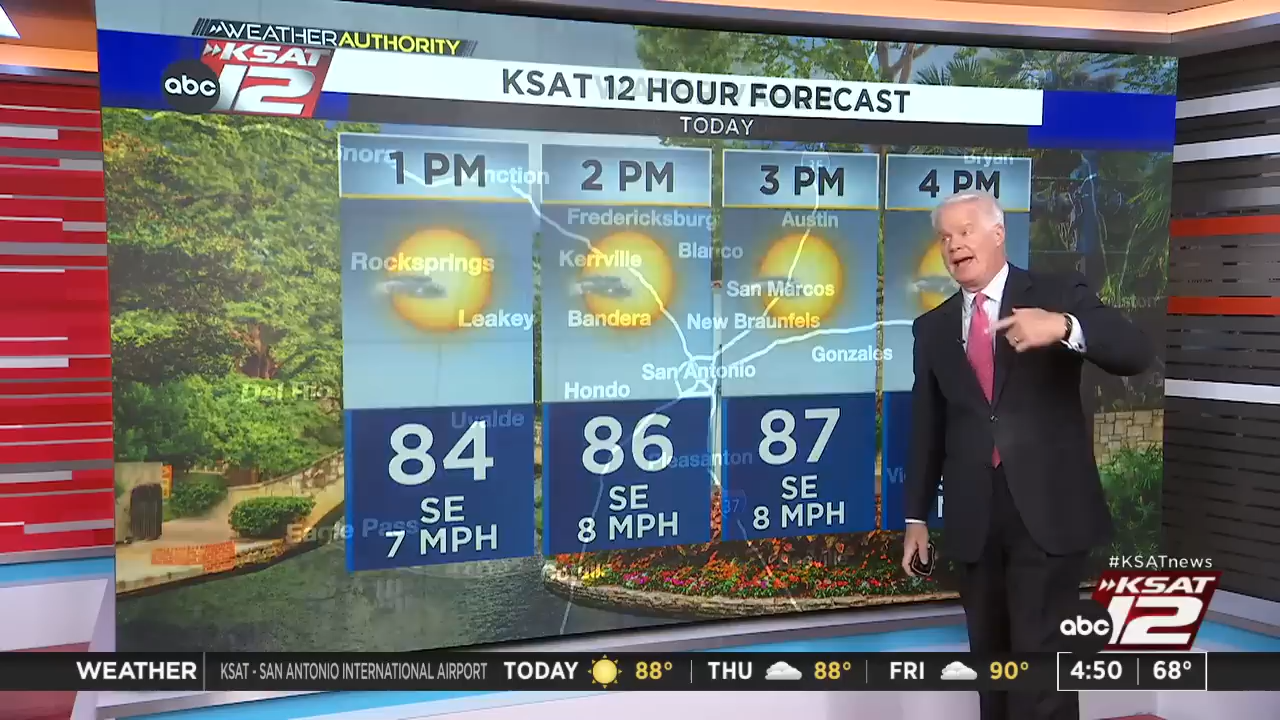 WEATHERAUTHORITY
KSAT
abc 12
KSAT 12 HOUR FORECAST
TODAY
1 PM
2 PM
3 PM
4 PM
Bryan
Fredericksburg
Austin
Rocksprings
Kerrville
Blanco
San Marcos
Leakey
Bandera
New Braunfels
Gonzales
San Antonio
Hondo
Del Rio
Uvalde
Pleasanton
Eagle Pass
37
84
SE
7 MPH
86
SE
8 MPH
87
SE
8 MPH
#KSATnews
KSAT
abc 12
WEATHER
KSAT - SAN ANTONIO INTERNATIONAL AIRPORT
TODAY 88°
THU 88°
FRI 90°
4:50
68°